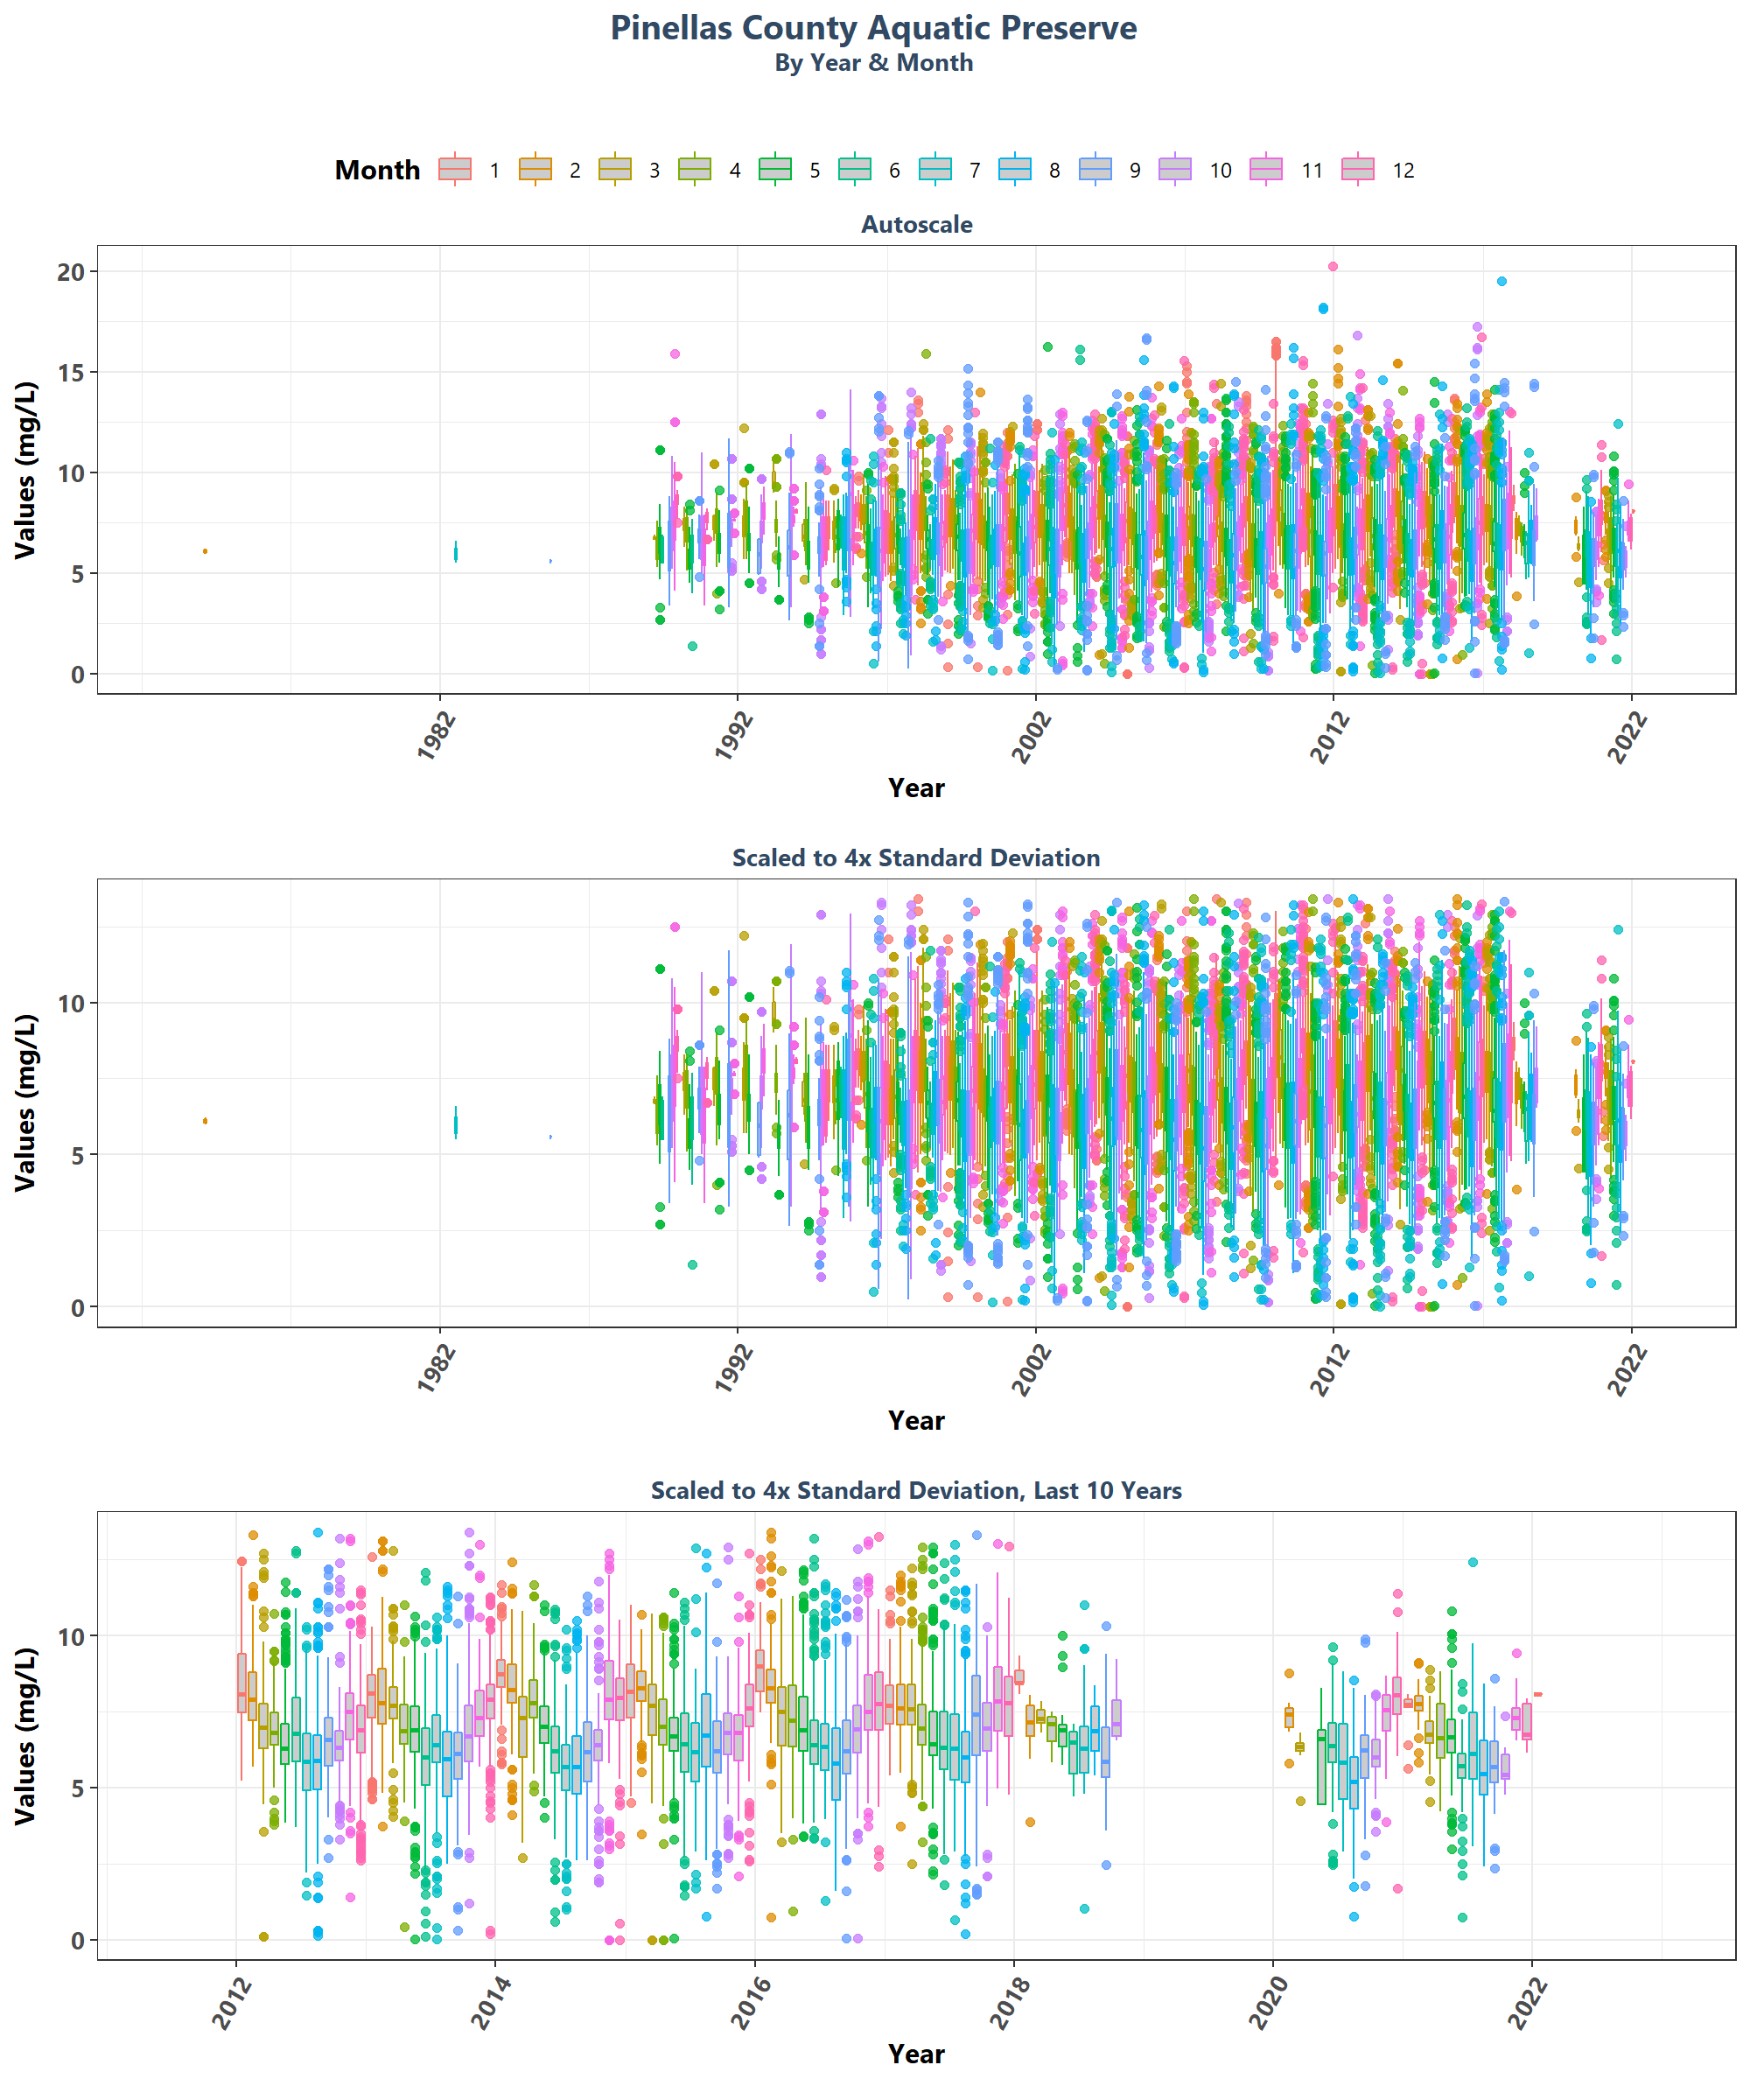 Pinellas County Aquatic Preserve
By Year & Month
Month 1 2 3 4 5 6 7 8 9 10 11 12
Autoscale
Values (mg/L)
20
15
10
5
0
1982 1992 2002 2012 2022
Year
Scaled to 4x Standard Deviation
Values (mg/L)
10
5
0
1982 1992 2002 2012 2022
Year
Scaled to 4x Standard Deviation, Last 10 Years
Values (mg/L)
10
5
0
2012 2014 2016 2018 2020 2022
Year